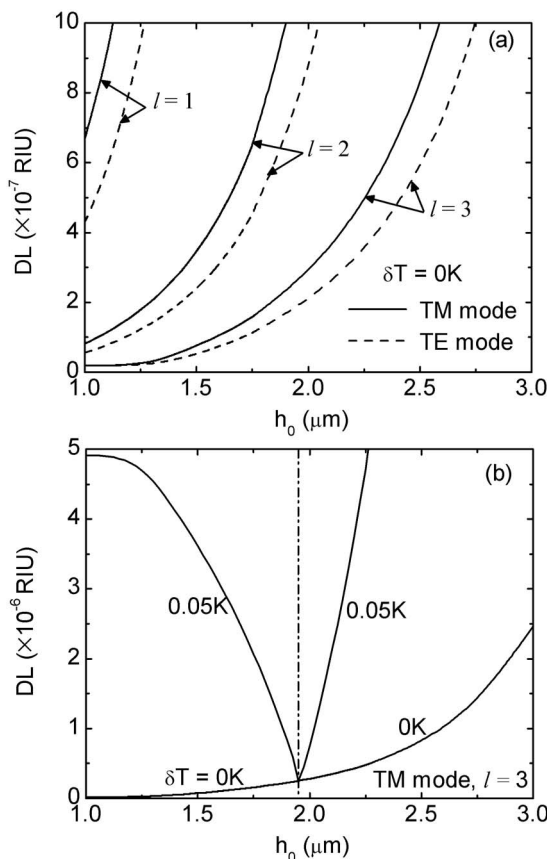 (a)
10
8
6
4
2
0
DL (×10⁻⁷ RIU)
l = 1
l = 2
l = 3
δT = 0K
TM mode
TE mode
1.0 1.5 2.0 2.5 3.0
h₀ (μm)
(b)
5
4
3
2
1
0
DL (×10⁻⁶ RIU)
0.05K
0.05K
0K
δT = 0K
TM mode, l = 3
1.0 1.5 2.0 2.5 3.0
h₀ (μm)